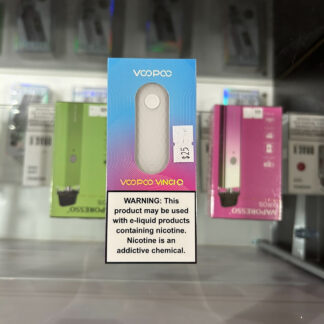 VOOPOO
$25
VOOPOO VINCI Q
WARNING: This
product may be used
with e-liquid products
containing nicotine.
Nicotine is an
addictive chemical.
VAPORESSO
VAPORESSO